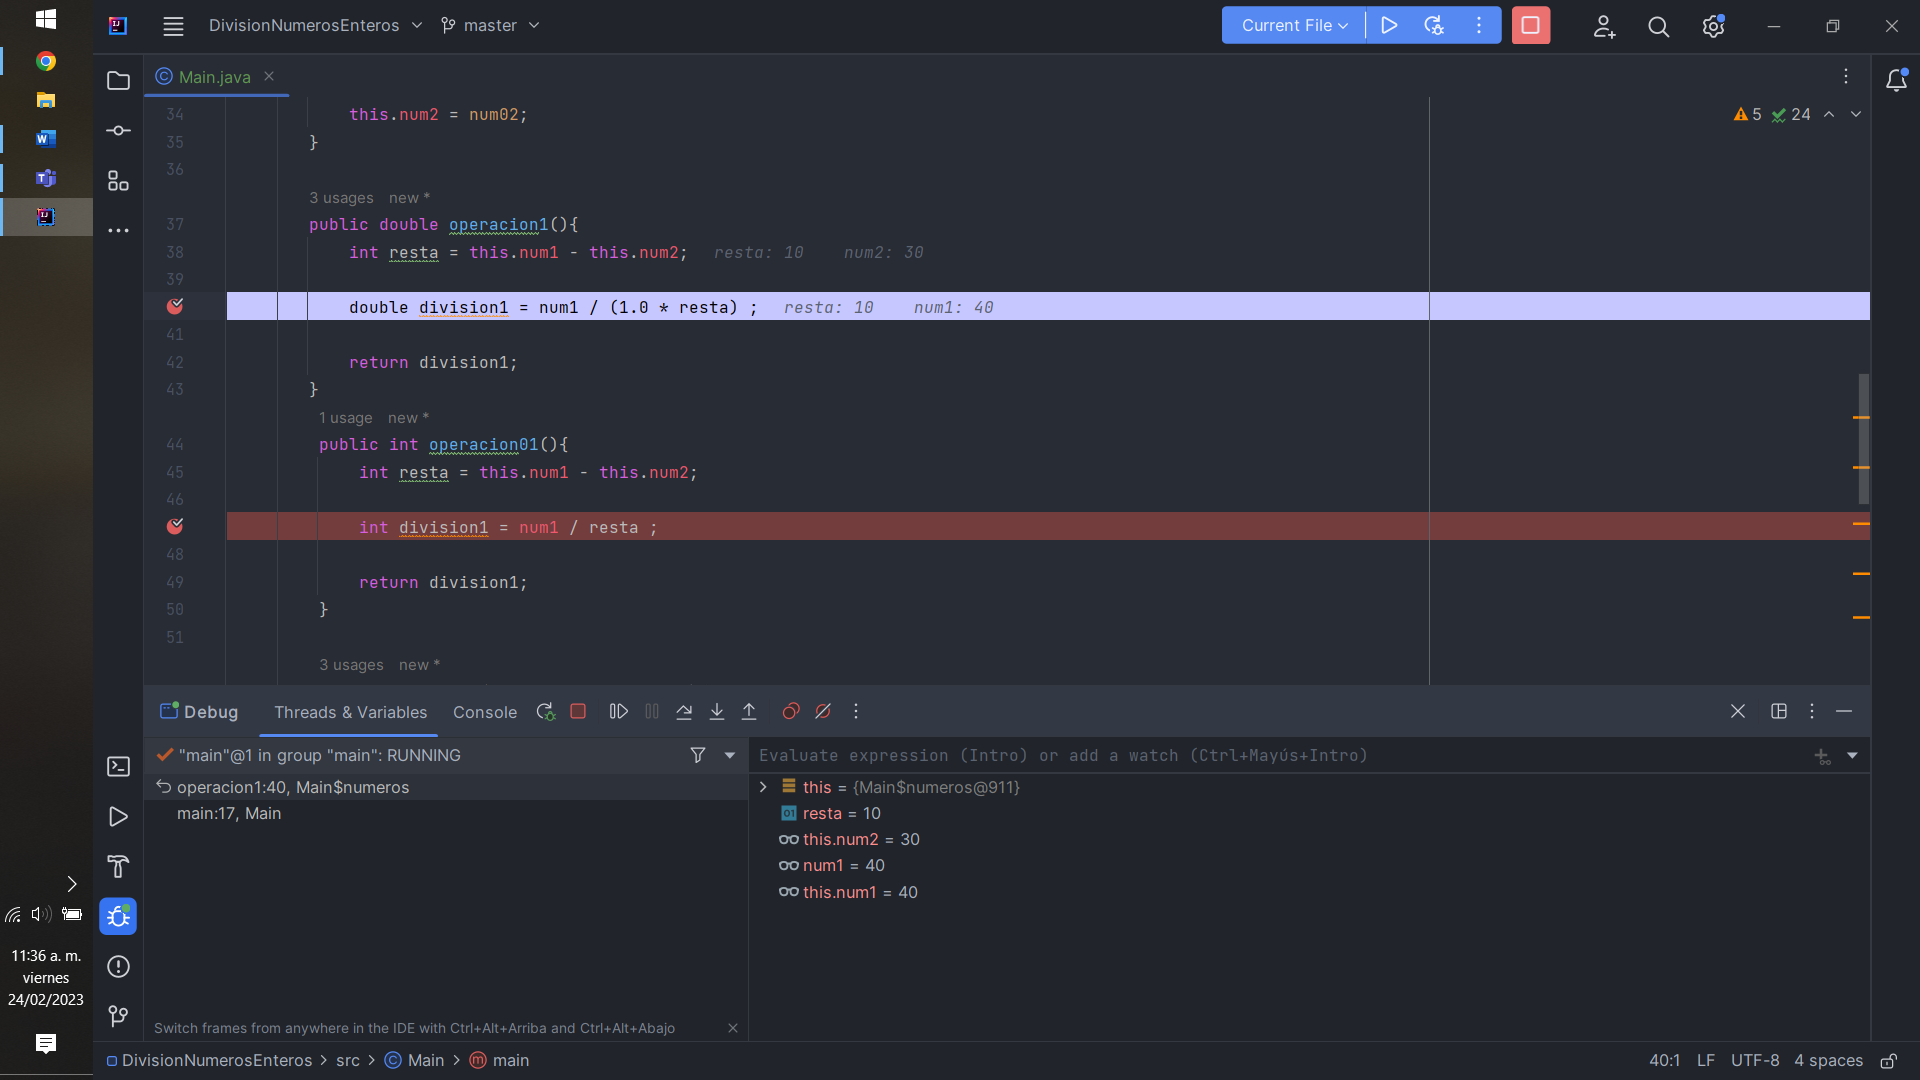 DivisionNumerosEnteros master Current File
Main.java
34 this.num2 = num02; 5 24
35 }
36
3 usages new *
37 public double operacion1(){
38 int resta = this.num1 - this.num2; resta: 10 num2: 30
39
double division1 = num1 / (1.0 * resta) ; resta: 10 num1: 40
41
42 return division1;
43 }
1 usage new *
44 public int operacion01(){
45 int resta = this.num1 - this.num2;
46
int division1 = num1 / resta ;
48
49 return division1;
50 }
51
3 usages new *
Debug Threads & Variables Console
"main"@1 in group "main": RUNNING
Evaluate expression (Intro) or add a watch (Ctrl+Mayús+Intro)
operacion1:40, Main$numeros
main:17, Main
this = {Main$numeros@911}
resta = 10
this.num2 = 30
num1 = 40
this.num1 = 40
Switch frames from anywhere in the IDE with Ctrl+Alt+Arriba and Ctrl+Alt+Abajo
DivisionNumerosEnteros > src > Main > main
40:1 LF UTF-8 4 spaces
11:36 a. m.
viernes
24/02/2023